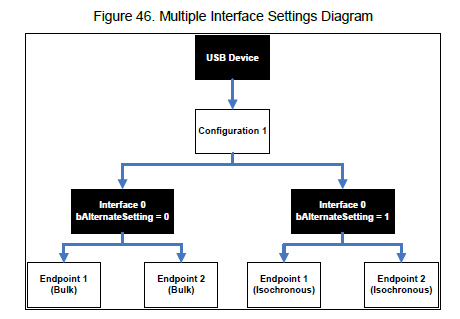 Figure 46. Multiple Interface Settings Diagram
USB Device
Configuration 1
Interface 0
bAlternateSetting = 0
Interface 0
bAlternateSetting = 1
Endpoint 1
(Bulk)
Endpoint 2
(Bulk)
Endpoint 1
(Isochronous)
Endpoint 2
(Isochronous)